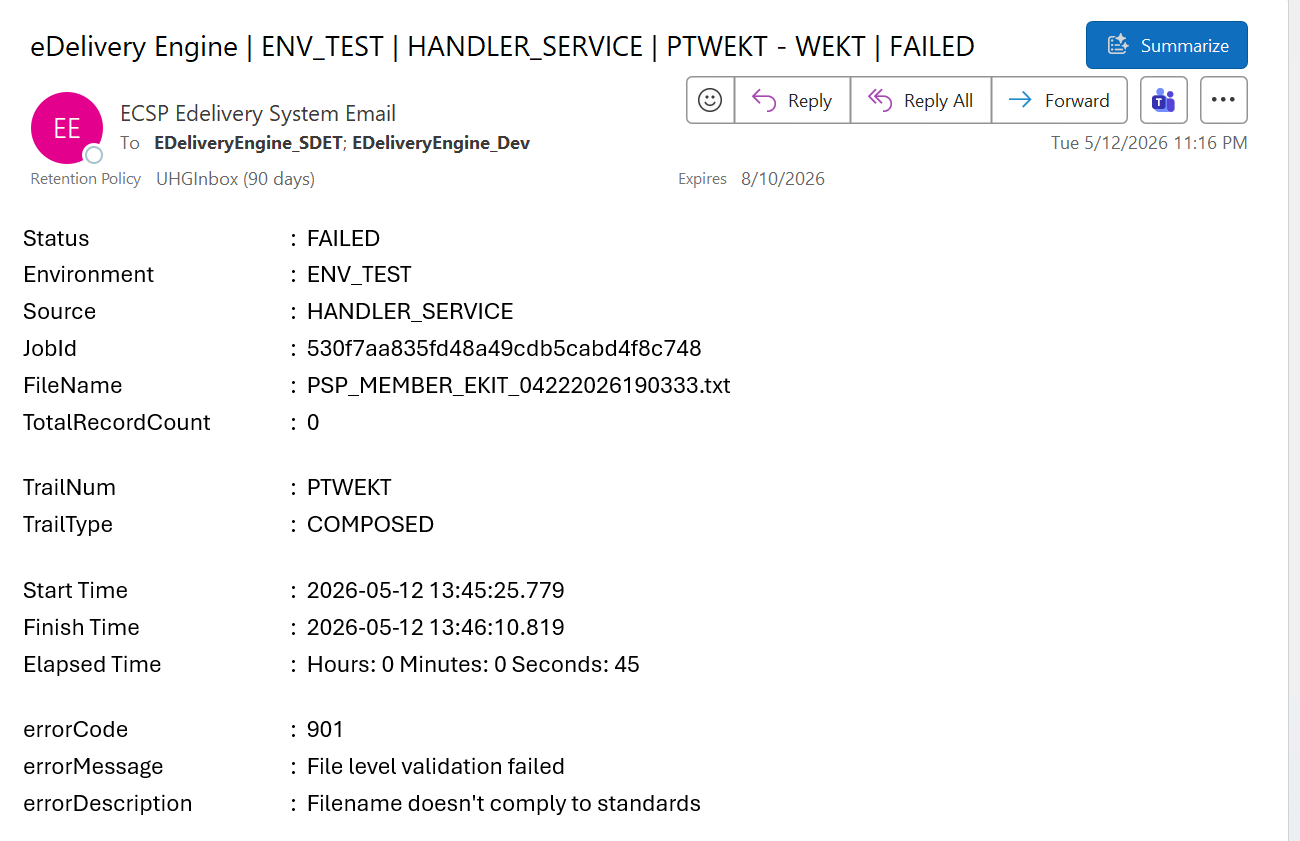 eDelivery Engine | ENV_TEST | HANDLER_SERVICE | PTWEKT - WEKT | FAILED
Summarize
EE
ECSP Edelivery System Email
Reply
Reply All
Forward
T
To EDeliveryEngine_SDET; EDeliveryEngine_Dev
Tue 5/12/2026 11:16 PM
Retention Policy UHGInbox (90 days)
Expires 8/10/2026
Status : FAILED
Environment : ENV_TEST
Source : HANDLER_SERVICE
JobId : 530f7aa835fd48a49cdb5cabd4f8c748
FileName : PSP_MEMBER_EKIT_04222026190333.txt
TotalRecordCount : 0
TrailNum : PTWEKT
TrailType : COMPOSED
Start Time : 2026-05-12 13:45:25.779
Finish Time : 2026-05-12 13:46:10.819
Elapsed Time : Hours: 0 Minutes: 0 Seconds: 45
errorCode : 901
errorMessage : File level validation failed
errorDescription : Filename doesn't comply to standards